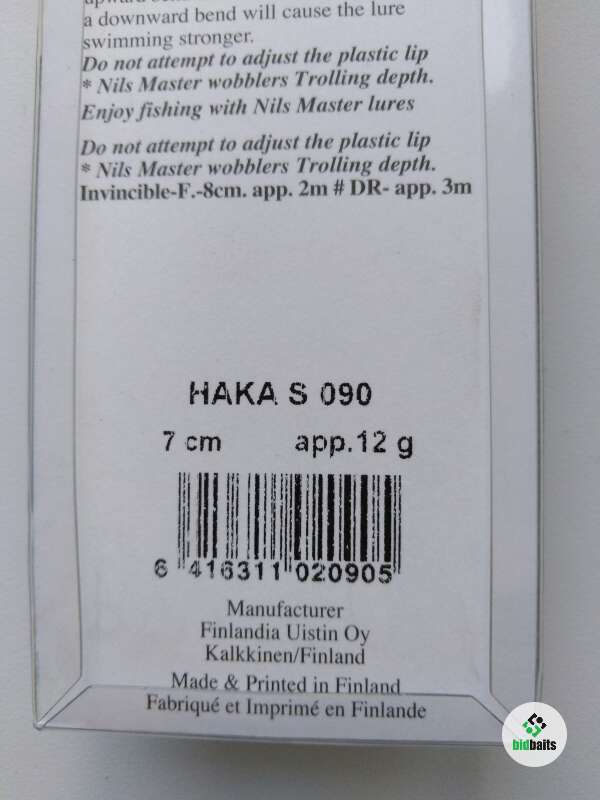 a downward bend will cause the lure
swimming stronger.
Do not attempt to adjust the plastic lip
* Nils Master wobblers Trolling depth.
Enjoy fishing with Nils Master lures
Do not attempt to adjust the plastic lip
* Nils Master wobblers Trolling depth.
Invincible-F.-8cm. app. 2m # DR- app. 3m
HAKA S 090
7 cm app.12 g
6 416311 020905
Manufacturer
Finlandia Uistin Oy
Kalkkinen/Finland
Made & Printed in Finland
Fabriqué et Imprimé en Finlande
bidbaits